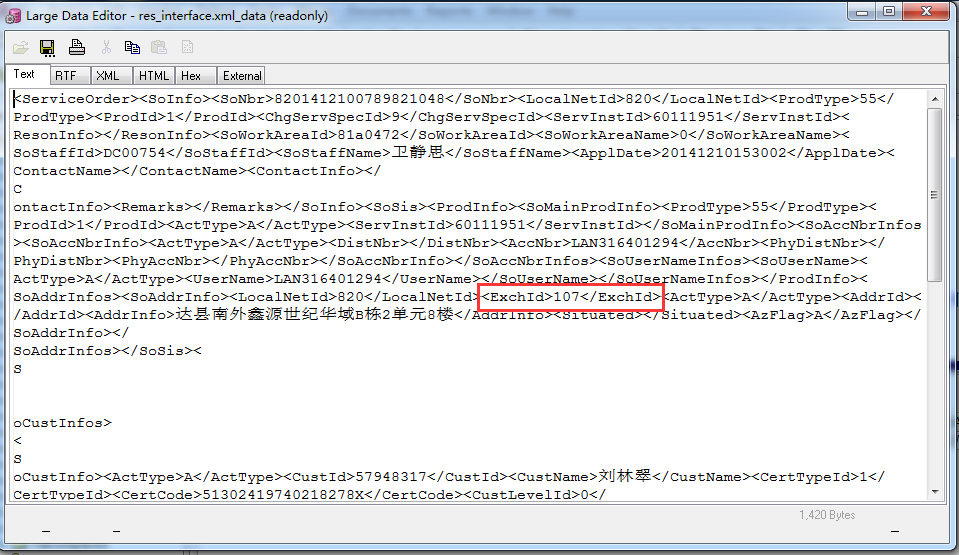 Large Data Editor - res_interface.xml_data (readonly)
Text RTF XML HTML Hex External
<ServiceOrder><SoInfo><SoNbr>8201412100789821048</SoNbr><LocalNetId>820</LocalNetId><ProdType>55</
ProdType><ProdId>1</ProdId><ChgServSpecId>9</ChgServSpecId><ServInstId>60111951</ServInstId><
ResonInfo></ResonInfo><SoWorkAreaId>81a0472</SoWorkAreaId><SoWorkAreaName>0</SoWorkAreaName><
SoStaffId>DC00754</SoStaffId><SoStaffName>卫静思</SoStaffName><ApplDate>20141210153002</ApplDate><
ContactName></ContactName><ContactInfo></
C
ontactInfo><Remarks></Remarks></SoInfo><SoSis><ProdInfo><SoMainProdInfo><ProdType>55</ProdType><
ProdId>1</ProdId><ActType>A</ActType><ServInstId>60111951</ServInstId></SoMainProdInfo><SoAccNbrInfos
><SoAccNbrInfo><ActType>A</ActType><DistNbr></DistNbr><AccNbr>LAN316401294</AccNbr><PhyDistNbr></
PhyDistNbr><PhyAccNbr></PhyAccNbr></SoAccNbrInfo></SoAccNbrInfos><SoUserNameInfos><SoUserName><
ActType>A</ActType><UserName>LAN316401294</UserName></SoUserName></SoUserNameInfos></ProdInfo><
SoAddrInfos><SoAddrInfo><LocalNetId>820</LocalNetId><ExchId>107</ExchId><ActType>A</ActType><AddrId><
/AddrId><AddrInfo>达县南外鑫源世纪华域B栋2单元8楼</AddrInfo><Situated></Situated><AzFlag>A</AzFlag></
SoAddrInfo></
SoAddrInfos></SoSis><
S
oCustInfos>
<
S
oCustInfo><ActType>A</ActType><CustId>57948317</CustId><CustName>刘林翠</CustName><CertTypeId>1</
CertTypeId><CertCode>51302419740218278X</CertCode><CustLevelId>0</
1,420 Bytes